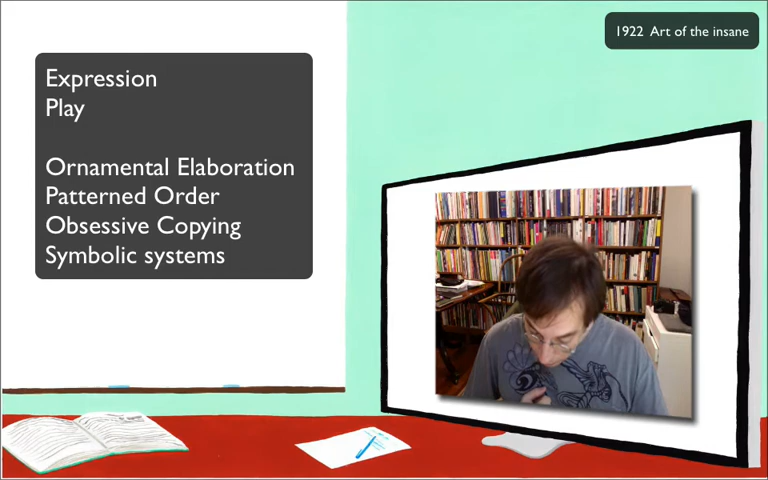 1922 Art of the insane
Expression
Play
Ornamental Elaboration
Patterned Order
Obsessive Copying
Symbolic systems